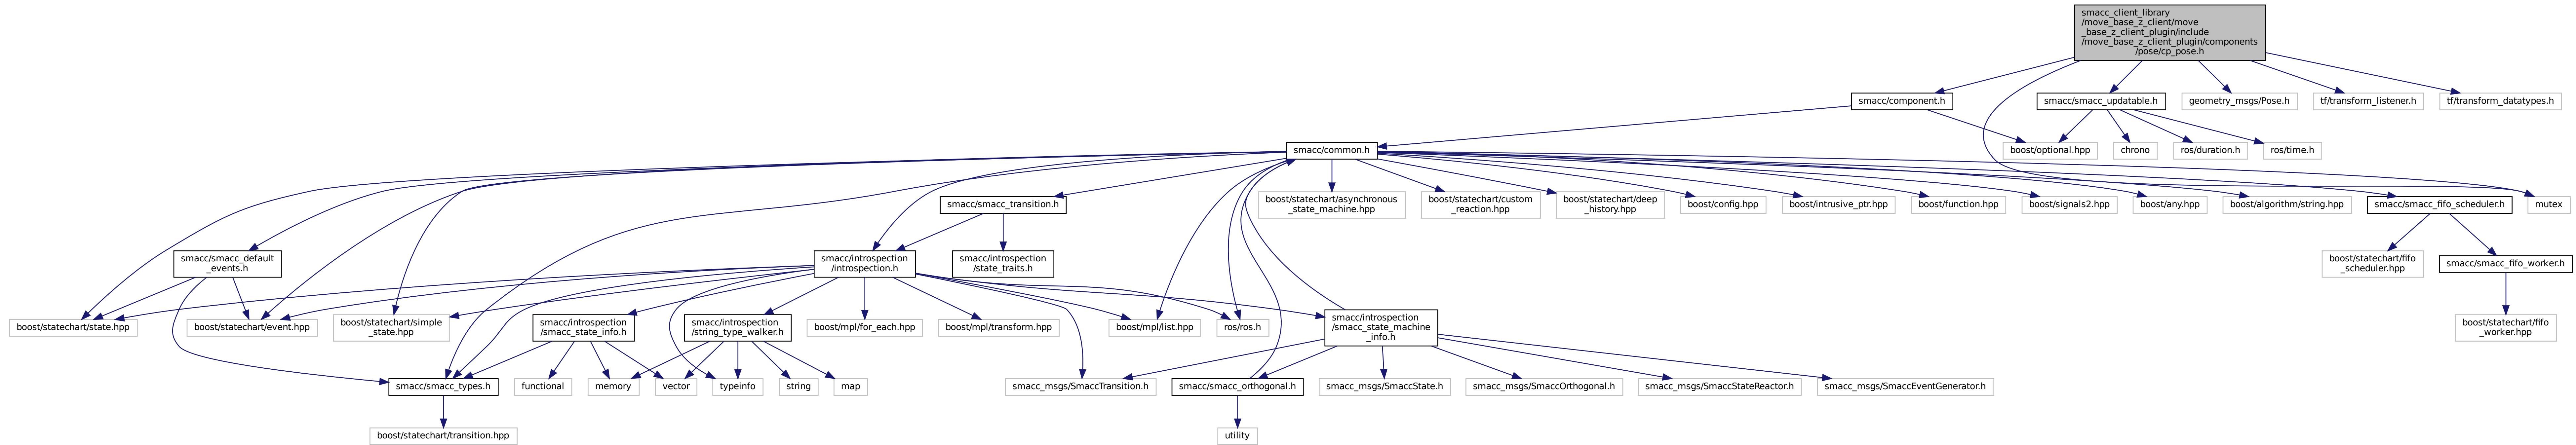 smacc_client_library
/move_base_z_client/move
_base_z_client_plugin/include
/move_base_z_client_plugin/components
/pose/cp_pose.h
smacc/component.h
smacc/smacc_updatable.h
geometry_msgs/Pose.h
tf/transform_listener.h
tf/transform_datatypes.h
smacc/common.h
boost/optional.hpp
chrono
ros/duration.h
ros/time.h
smacc/smacc_transition.h
boost/statechart/asynchronous
_state_machine.hpp
boost/statechart/custom
_reaction.hpp
boost/statechart/deep
_history.hpp
boost/config.hpp
boost/intrusive_ptr.hpp
boost/function.hpp
boost/signals2.hpp
boost/any.hpp
boost/algorithm/string.hpp
smacc/smacc_fifo_scheduler.h
mutex
smacc/smacc_default
_events.h
smacc/introspection
/introspection.h
smacc/introspection
/state_traits.h
boost/statechart/fifo
_scheduler.hpp
smacc/smacc_fifo_worker.h
boost/statechart/state.hpp
boost/statechart/event.hpp
boost/statechart/simple
_state.hpp
smacc/introspection
/smacc_state_info.h
smacc/introspection
/string_type_walker.h
boost/mpl/for_each.hpp
boost/mpl/transform.hpp
boost/mpl/list.hpp
ros/ros.h
smacc/introspection
/smacc_state_machine
_info.h
boost/statechart/fifo
_worker.hpp
smacc/smacc_types.h
functional
memory
vector
typeinfo
string
map
smacc_msgs/SmaccTransition.h
smacc/smacc_orthogonal.h
smacc_msgs/SmaccState.h
smacc_msgs/SmaccOrthogonal.h
smacc_msgs/SmaccStateReactor.h
smacc_msgs/SmaccEventGenerator.h
boost/statechart/transition.hpp
utility